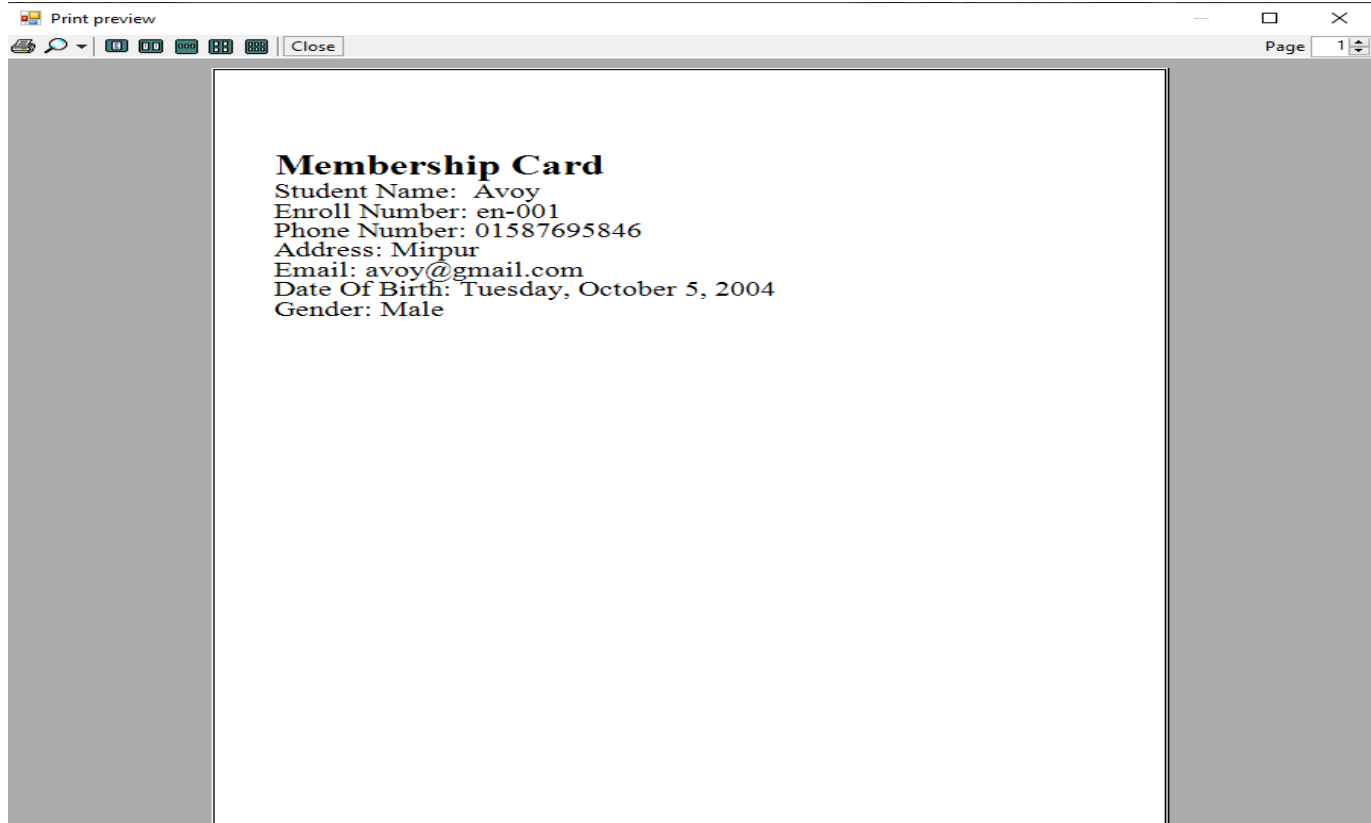 Print preview
Close
Page 1
Membership Card
Student Name:  Avoy
Enroll Number: en-001
Phone Number: 01587695846
Address: Mirpur
Email: avoy@gmail.com
Date Of Birth: Tuesday, October 5, 2004
Gender: Male